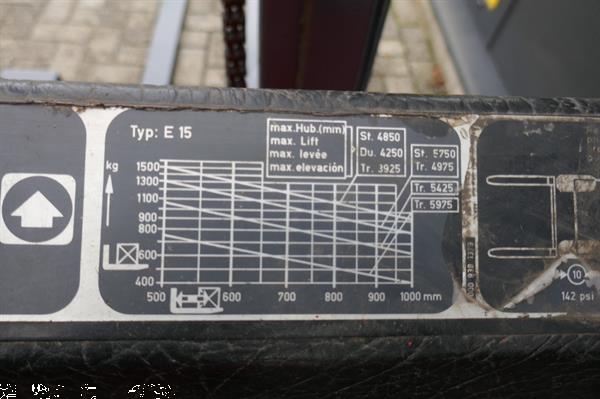 Typ: E 15
max.Hub.(mm)
max. Lift
max. levée
max.elevación
St. 4850
Du. 4250
Tr. 3925
St. 5750
Tr. 4975
Tr. 5425
Tr. 5975
kg
1500
1300
1200
1100
900
800
600
400
500
600
700
800
900
1000 mm
10
142 psi